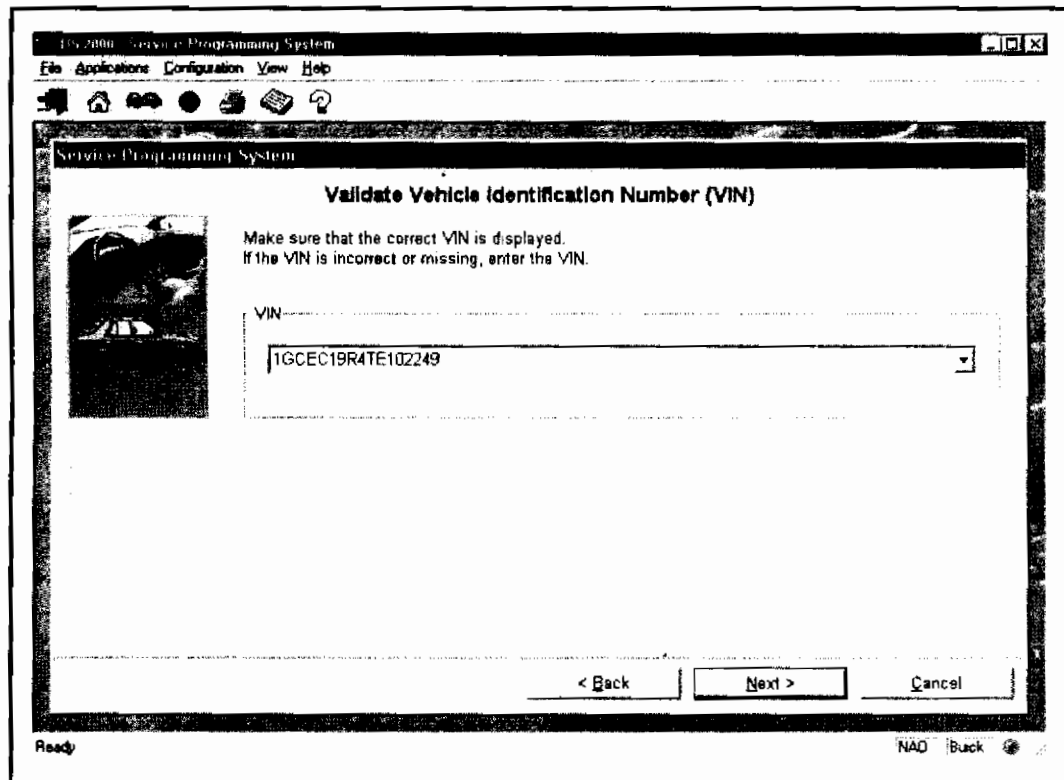 TIS 2000 - Service Programming System
File Applications Configuration View Help
Service Programming System
Validate Vehicle Identification Number (VIN)
Make sure that the correct VIN is displayed.
If the VIN is incorrect or missing, enter the VIN.
VIN
1GCEC19R4TE102249
< Back
Next >
Cancel
Ready
NAO Buick